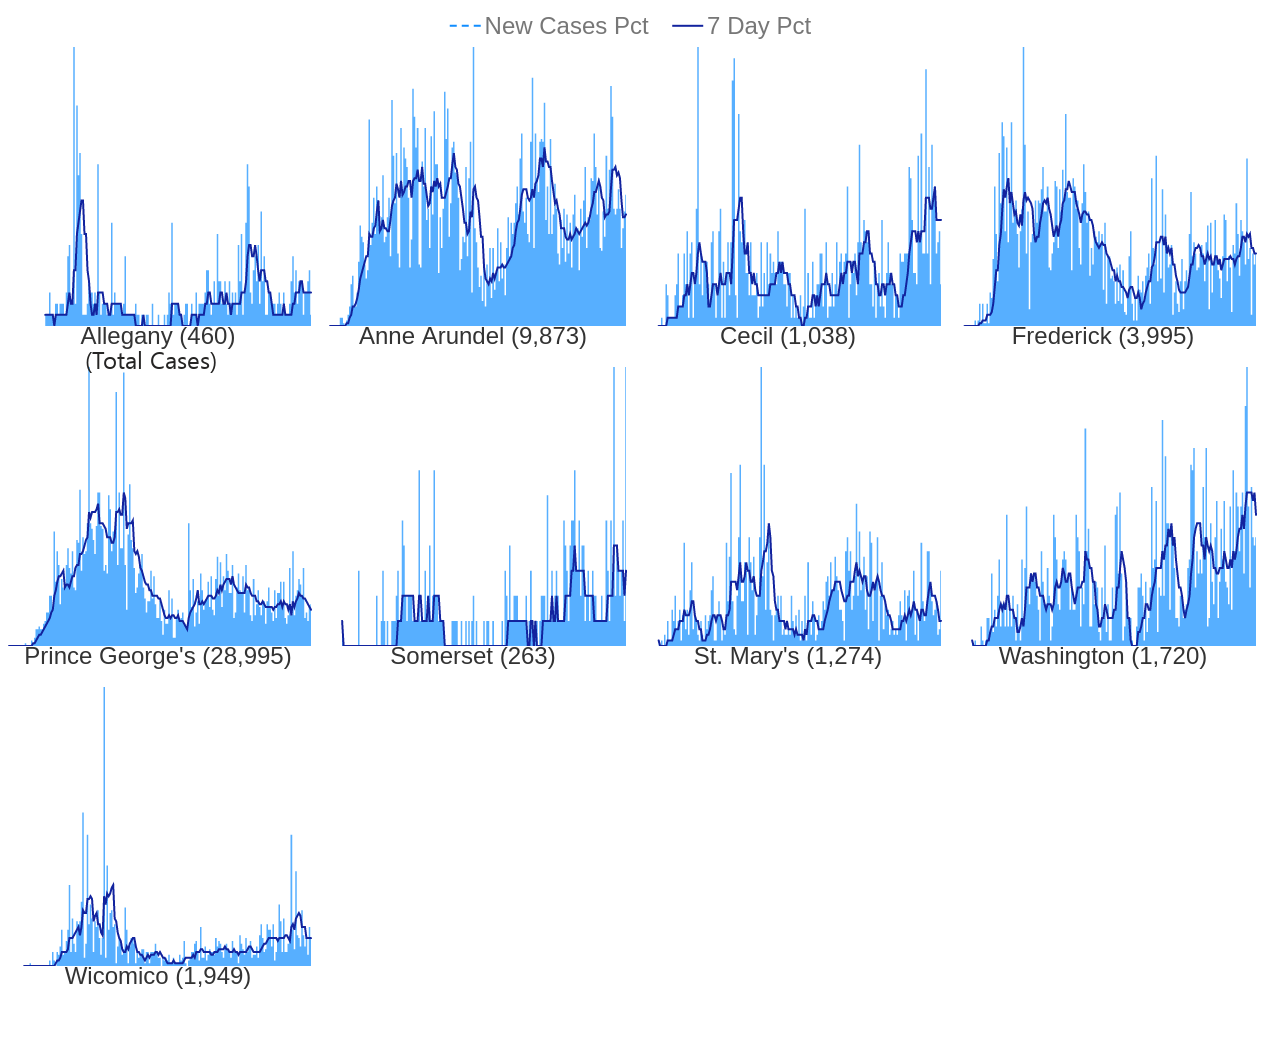 New Cases Pct 7 Day Pct
Allegany (460) Anne Arundel (9,873) Cecil (1,038) Frederick (3,995)
(Total Cases)
Prince George's (28,995) Somerset (263) St. Mary's (1,274) Washington (1,720)
Wicomico (1,949)